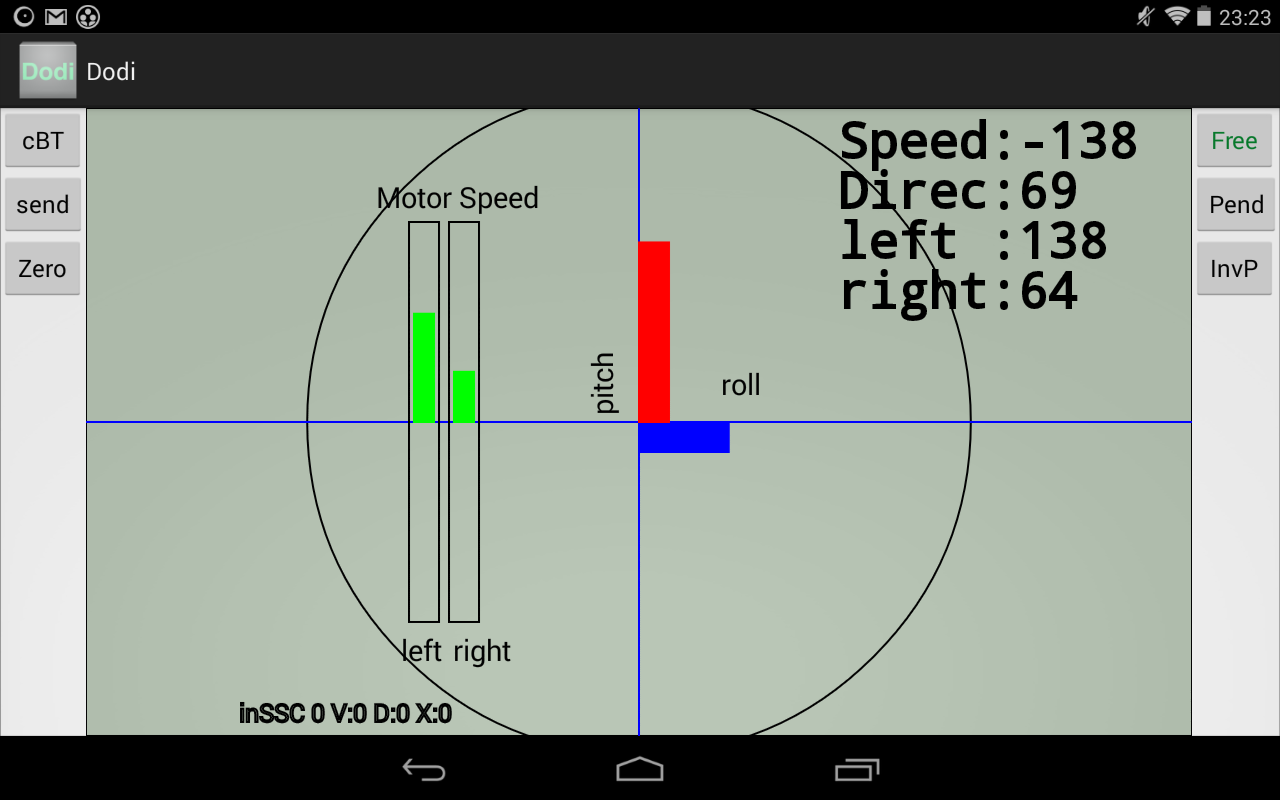 23:23
Dodi Dodi
cBT
send
Zero
Motor Speed
left right
pitch
roll
Speed:-138
Direc:69
left :138
right:64
inSSC 0 V:0 D:0 X:0
Free
Pend
InvP